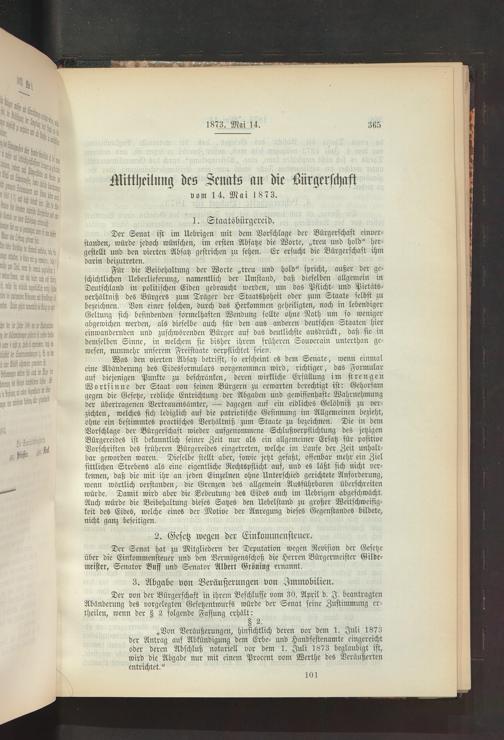 1873. Mai 14.
365
Mittheilung des Senats an die Bürgerschaft
vom 14. Mai 1873.
1. Staatsbürgereid.
Der Senat ist im Uebrigen mit dem Vorschlage der Bürgerschaft einver-
standen, würde jedoch wünschen, im ersten Absatze die Worte, „treu und hold“ her-
gestellt und den vierten Absatz gestrichen zu sehen. Er ersucht die Bürgerschaft ihm
darin beizutreten.
Für die Beibehaltung der Worte „treu und hold“ spricht, außer der ge-
schichtlichen Ueberlieferung, namentlich der Umstand, daß dieselben allgemein in
Deutschland in politischen Eiden gebraucht werden, um das Pflicht- und Pietäts-
verhältniß des Bürgers zum Träger der Staatshoheit oder zum Staate selbst zu
bezeichnen. Von einer solchen, durch das Herkommen geheiligten, noch in lebendiger
Geltung sich befindenden formelhaften Wendung sollte ohne Noth um so weniger
abgewichen werden, als dieselbe auch für den aus andern deutschen Staaten hier
einwandernden und zuschwörenden Bürger auf das deutlichste ausdrückt, daß sie in
demselben Sinne, in welchem sie bisher ihrem früheren Souverain unterthan ge-
wesen, nunmehr unserem Freistaate verpflichtet seien.
Was den vierten Absatz betrifft, so erscheint es dem Senate, wenn einmal
eine Abänderung des Eidesformulars vorgenommen wird, richtiger, das Formular
auf diejenigen Punkte zu beschränken, deren wirkliche Erfüllung im strengen
Wortsinne der Staat von seinen Bürgern zu erwarten berechtigt ist: Gehorsam
gegen die Gesetze, redliche Entrichtung der Abgaben und gewissenhafte Wahrnehmung
der übertragenen Vertrauensämter, — dagegen auf ein eidliches Gelöbniß zu ver-
zichten, welches sich lediglich auf die patriotische Gesinnung im Allgemeinen bezieht,
ohne ein bestimmtes practisches Verhältniß zum Staate zu bezeichnen. Die in dem
Vorschlage der Bürgerschaft wieder aufgenommene Schlußverpflichtung des jetzigen
Bürgereides ist bekanntlich seiner Zeit nur als ein allgemeiner Ersatz für positive
Vorschriften des früheren Bürgereides eingetreten, welche im Laufe der Zeit unhalt-
bar geworden waren. Dieselbe stellt aber, sowie jetzt gefaßt, offenbar mehr ein Ziel
sittlichen Strebens als eine eigentliche Rechtspflicht auf, und es läßt sich nicht ver-
kennen, daß die mit ihr an jeden Einzelnen ohne Unterschied gerichtete Anforderung,
wenn wörtlich verstanden, die Grenzen des allgemein Ausführbaren überschreiten
würde. Damit wird aber die Bedeutung des Eides auch im Uebrigen abgeschwächt.
Auch würde die Beibehaltung dieses Satzes den Uebelstand zu großer Weitschweifig-
keit des Eides, welche eines der Motive der Anregung dieses Gegenstandes bildete,
nicht ganz beseitigen.
2. Gesetz wegen der Einkommensteuer.
Der Senat hat zu Mitgliedern der Deputation wegen Revision der Gesetze
über die Einkommensteuer und den Vermögensschoß die Herren Bürgermeister Gilde-
meister, Senator Buff und Senator Albert Gröning ernannt.
3. Abgabe von Veräußerungen von Immobilien.
Der von der Bürgerschaft in ihrem Beschlusse vom 30. April d. J. beantragten
Abänderung des vorgelegten Gesetzentwurfs würde der Senat seine Zustimmung er-
theilen, wenn der § 2 folgende Fassung erhält:
§ 2.
„Von Veräußerungen, hinsichtlich deren vor dem 1. Juli 1873
der Antrag auf Abkündigung dem Erbe- und Handfestenamte eingereicht
oder deren Abschluß notariell vor dem 1. Juli 1873 beglaubigt ist,
wird die Abgabe nur mit einem Procent vom Werthe des Veräußerten
entrichtet.“
101